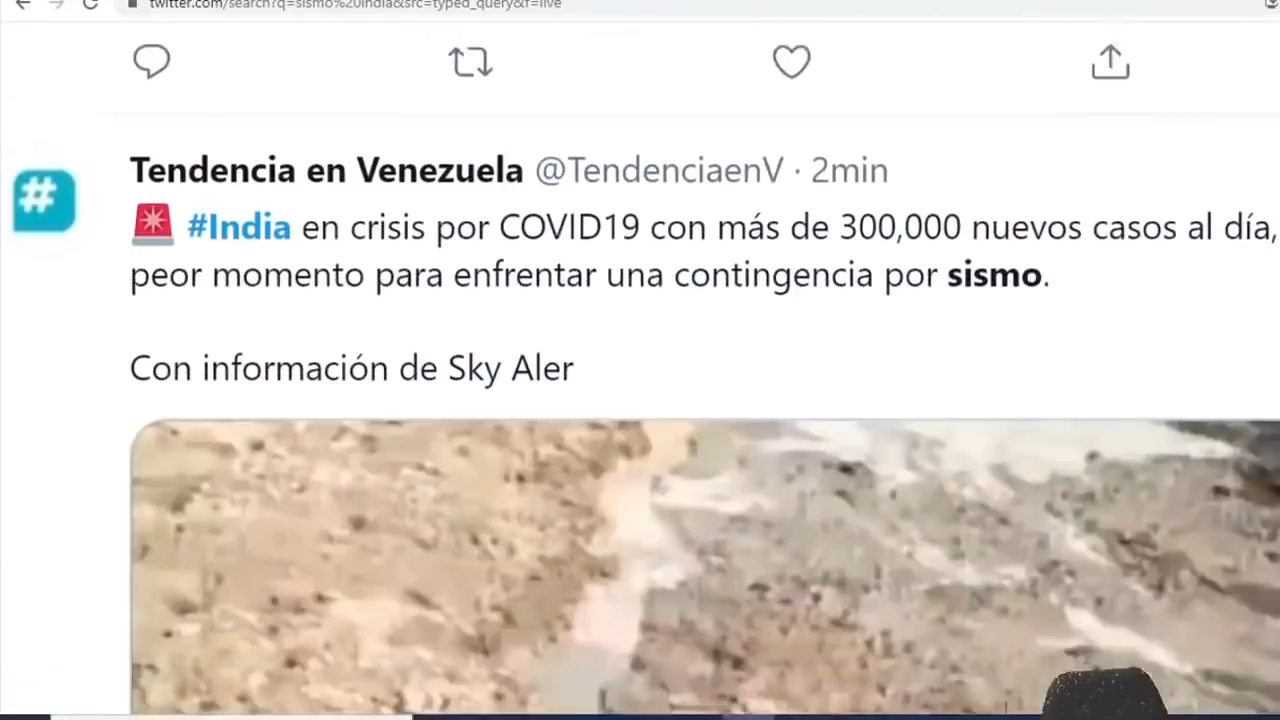 twitter.com/search?q=sismo%20india&src=typed_query&f=live
Tendencia en Venezuela @TendenciaenV · 2min
#India en crisis por COVID19 con más de 300,000 nuevos casos al día,
peor momento para enfrentar una contingencia por sismo.
Con información de Sky Aler